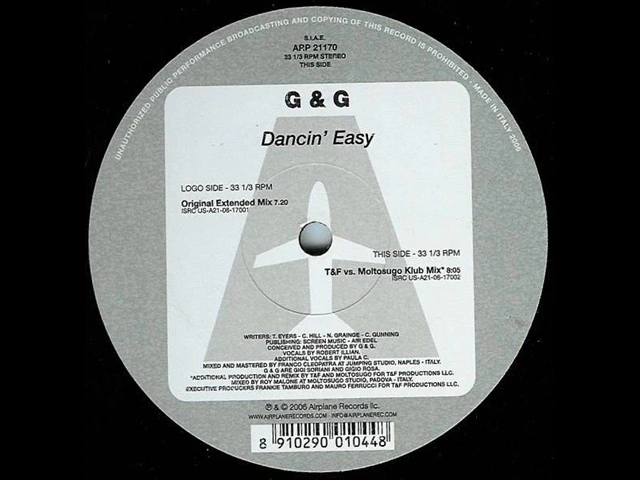 UNAUTHORIZED PUBLIC PERFORMANCE BROADCASTING AND COPYING OF THIS RECORD IS PROHIBITED - MADE IN ITALY 2006
S.I.A.E.
ARP 21170
33 1/3 RPM STEREO
THIS SIDE
G & G
Dancin' Easy
LOGO SIDE - 33 1/3 RPM
Original Extended Mix 7.20
ISRC US-A21-06-17001
THIS SIDE - 33 1/3 RPM
T&F vs. Moltosugo Klub Mix* 8:05
ISRC US-A21-06-17002
WRITERS: T. EYERS - C. HILL - N. GRAINGE - C. GUNNING
PUBLISHING: SCREEN MUSIC - AIR EDEL
CONCEIVED AND PRODUCED BY G & G.
VOCALS BY ROBERT ILLIAN.
ADDITIONAL VOCALS BY PAULA C.
MIXED AND MASTERED BY FRANCO CLEOPATRA AT JUMPING STUDIO, NAPLES - ITALY.
G & G ARE GIGI SORIANI AND GIGIO ROSA.
*ADDITIONAL PRODUCTION AND REMIX BY T&F AND MOLTOSUGO FOR T&F PRODUCTIONS LLC.
MIXED BY ROY MALONE AT MOLTOSUGO STUDIO, PADOVA - ITALY.
EXECUTIVE PRODUCERS FRANKIE TAMBURO AND MAURO FERRUCCI FOR T&F PRODUCTIONS LLC.
℗ & © 2006 Airplane Records llc.
WWW.AIRPLANERECORDS.COM - INFO@AIRPLANEREC.COM
8 910290 010448